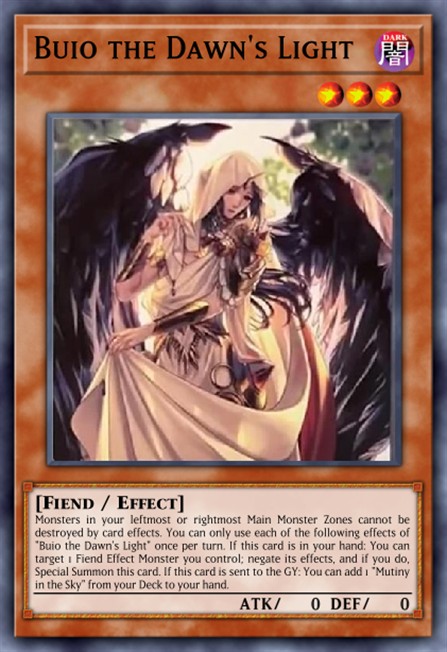 BUIO THE DAWN'S LIGHT
DARK
闇
[FIEND / EFFECT]
Monsters in your leftmost or rightmost Main Monster Zones cannot be
destroyed by card effects. You can only use each of the following effects of
"Buio the Dawn's Light" once per turn. If this card is in your hand: You can
target 1 Fiend Effect Monster you control; negate its effects, and if you do,
Special Summon this card. If this card is sent to the GY: You can add 1 "Mutiny
in the Sky" from your Deck to your hand.
ATK/ 0 DEF/ 0